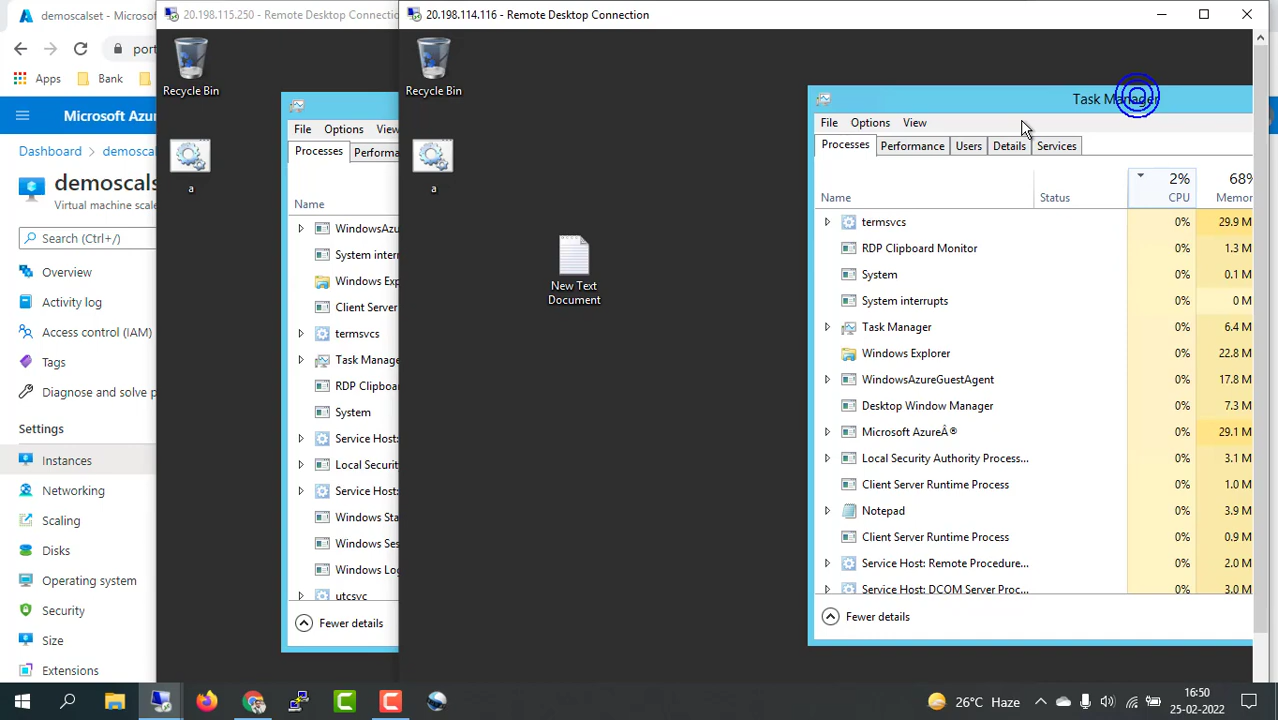 demoscalset
20.198.115.250 - Remote Desktop Connectio
20.198.114.116 - Remote Desktop Connection
port
Apps
Bank
Microsoft Azu
Dashboard
demoscal
demoscals
Virtual machine scale
Search (Ctrl+/)
Overview
Activity log
Access control (IAM)
Tags
Diagnose and solve p
Settings
Instances
Networking
Scaling
Disks
Operating system
Security
Size
Extensions
Recycle Bin
a
File
Options
View
Processes
Performa
Name
WindowsAzu
System inter
Windows Exp
Client Server
termsvcs
Task Manage
RDP Clipboa
System
Service Host:
Local Securit
Service Host:
Windows Sta
Windows Ses
Windows Log
utcsvc
Fewer details
Recycle Bin
a
New Text
Document
Task Manager
File
Options
View
Processes
Performance
Users
Details
Services
2%
68%
Name
Status
CPU
Memor
termsvcs
0%
29.9 M
RDP Clipboard Monitor
0%
1.3 M
System
0%
0.1 M
System interrupts
0%
0 M
Task Manager
0%
6.4 M
Windows Explorer
0%
22.8 M
WindowsAzureGuestAgent
0%
17.8 M
Desktop Window Manager
0%
7.3 M
Microsoft AzureÂ®
0%
29.1 M
Local Security Authority Process...
0%
3.1 M
Client Server Runtime Process
0%
1.0 M
Notepad
0%
3.9 M
Client Server Runtime Process
0%
0.9 M
Service Host: Remote Procedure...
0%
2.0 M
Service Host: DCOM Server Proc...
0%
3.0 M
Fewer details
26°C Haze
16:50
25-02-2022